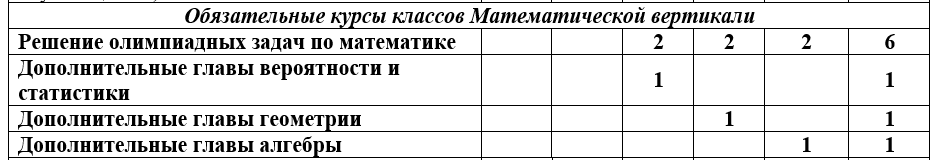 Обязательные курсы классов Математической вертикали
Решение олимпиадных задач по математике 2 2 2 6
Дополнительные главы вероятности и
статистики 1 1
Дополнительные главы геометрии 1 1
Дополнительные главы алгебры 1 1